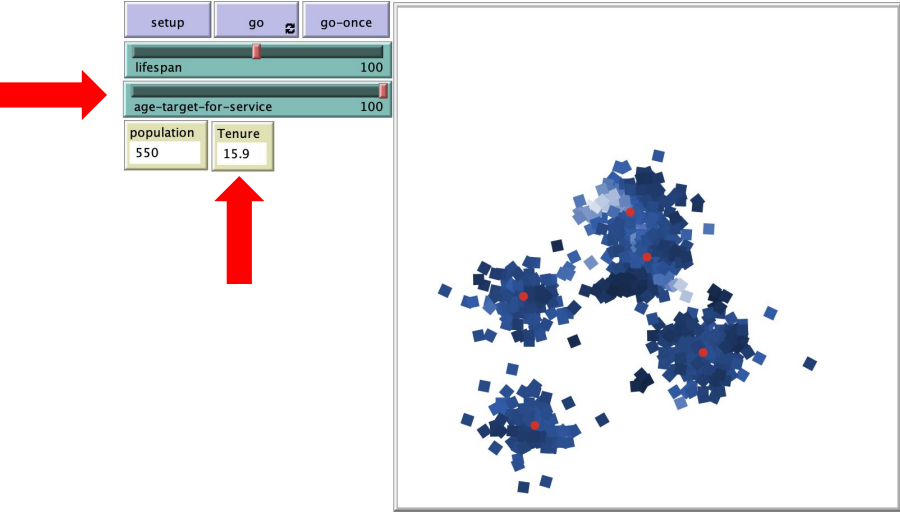 setup go go-once
lifespan 100
age-target-for-service 100
population Tenure
550 15.9